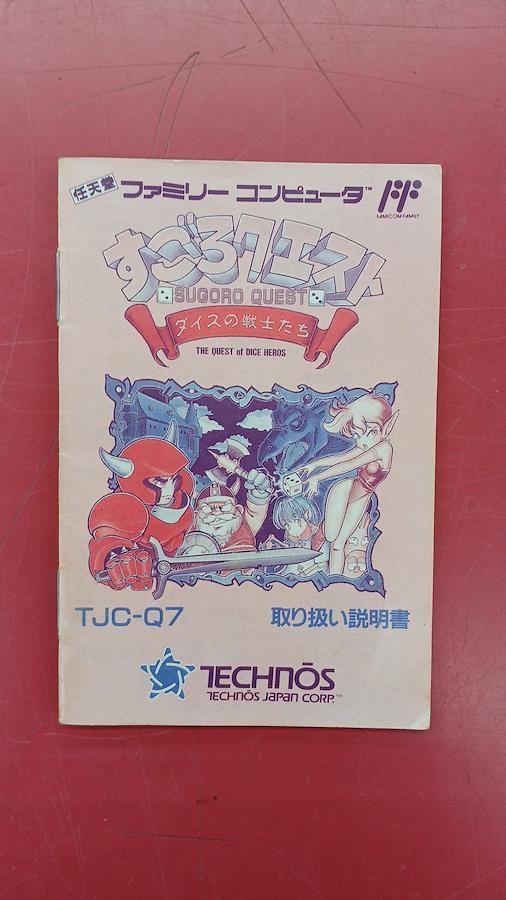 任天堂 ファミリー コンピュータ™
FAMICOM FAMILY
すごろクエスト
SUGORO QUEST
ダイスの戦士たち
THE QUEST of DICE HEROS
TJC-Q7 取り扱い説明書
TECHNŌS
TECHNŌS JAPAN CORP.™